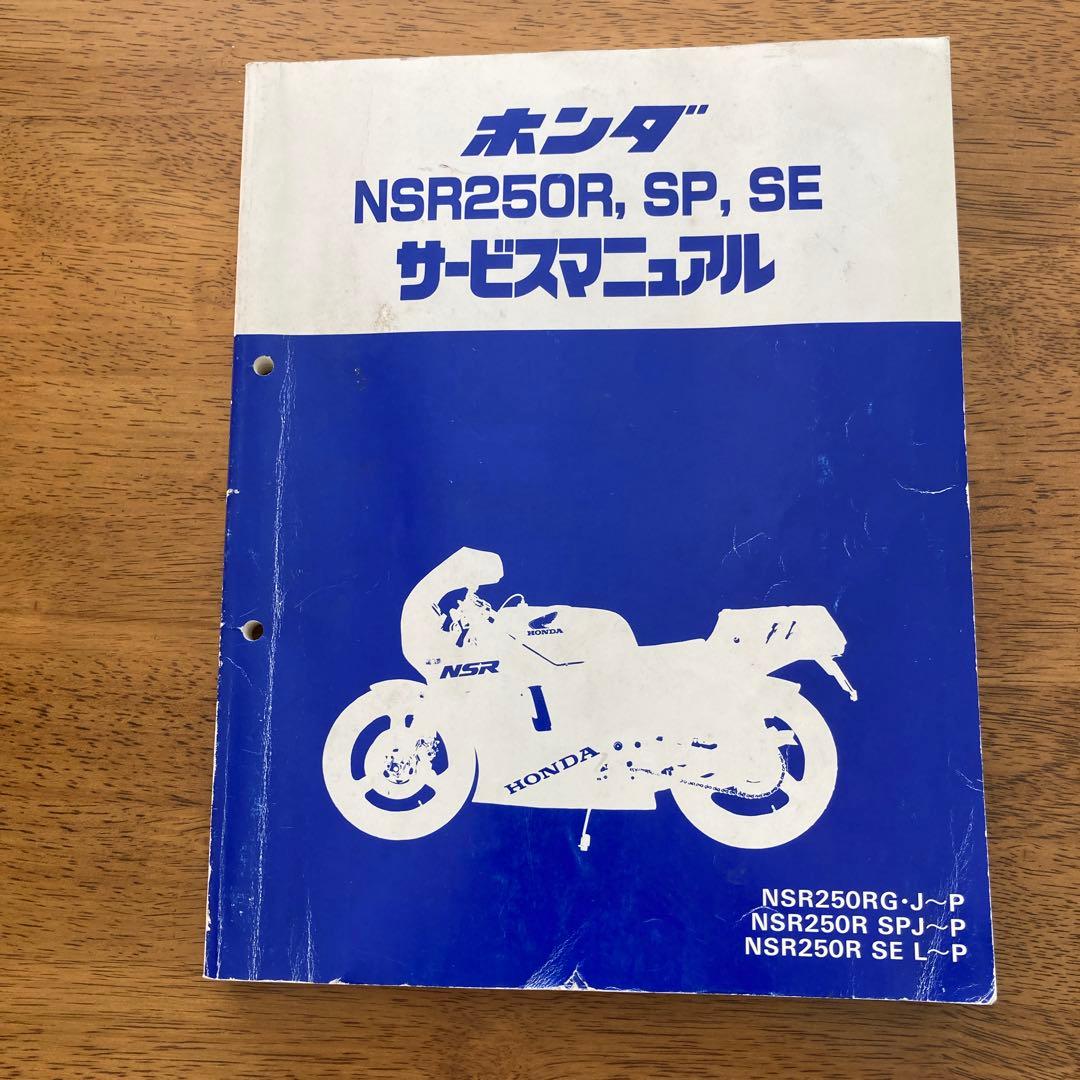 ホンダ
NSR250R, SP, SE
サービスマニュアル
HONDA
NSR
HONDA
NSR250RG･J～P
NSR250R SPJ～P
NSR250R SE L～P